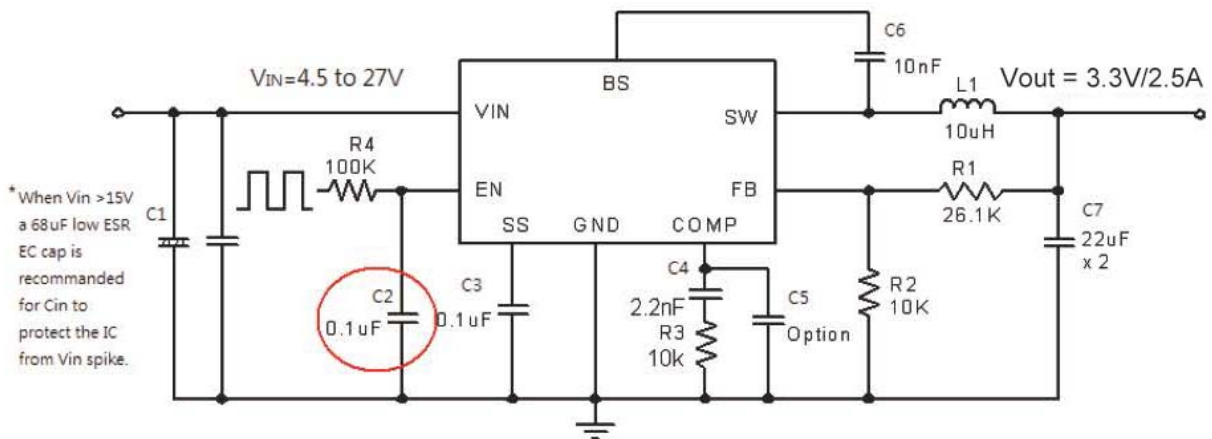 C6
10nF
VIN=4.5 to 27V
BS
L1
Vout = 3.3V/2.5A
VIN
SW
10uH
R4
100K
R1
EN
FB
26.1K
* When Vin >15V
a 68uF low ESR
EC cap is
recommanded
for Cin to
protect the IC
from Vin spike.
C1
SS
GND
COMP
C7
22uF
x 2
C2
0.1uF
C3
0.1uF
C4
2.2nF
R3
10k
C5
Option
R2
10K